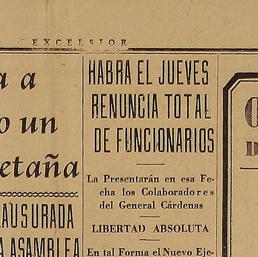 EXCELSIOR
a a
o un
etaña
LAUSURADA
A ASAMBLEA
HABRA EL JUEVES
RENUNCIA TOTAL
DE FUNCIONARIOS
La Presentarán en esa Fe-
cha los Colaboradores
del General Cárdenas
LIBERTAD ABSOLUTA
En tal Forma el Nuevo Eje-